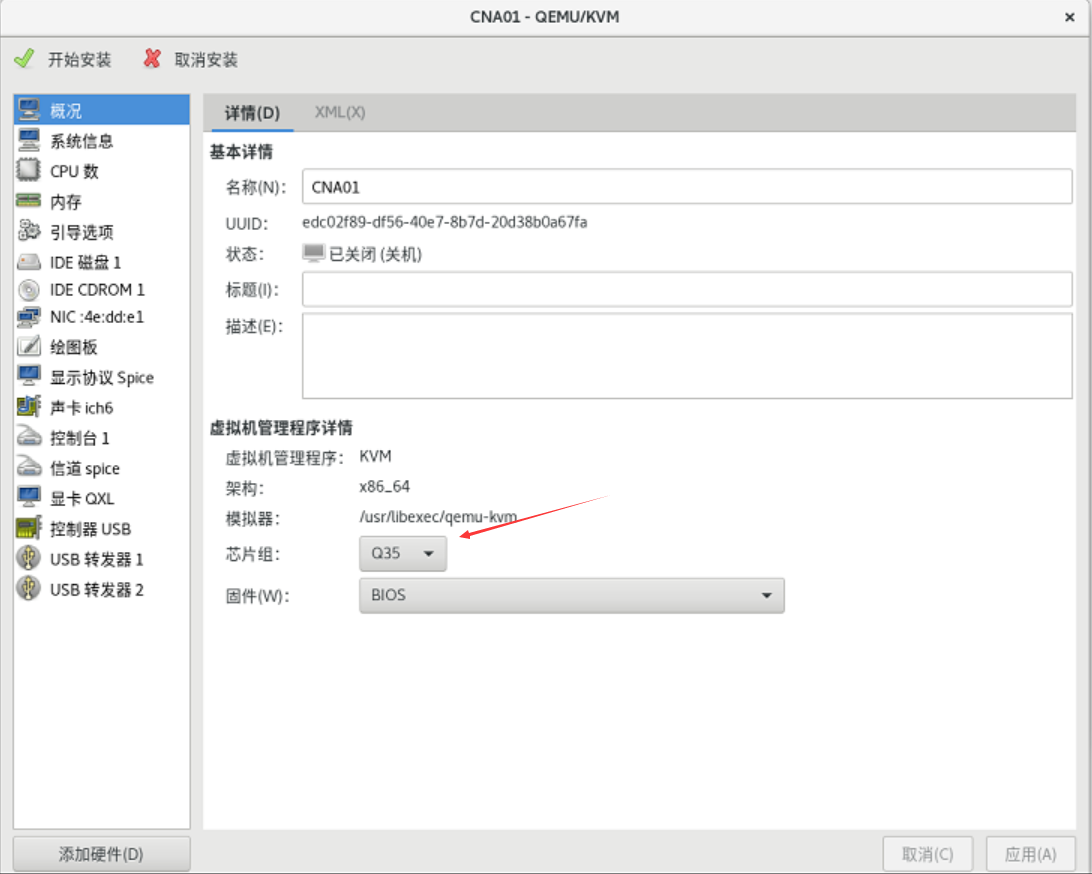 CNA01 - QEMU/KVM
开始安装 取消安装
概况
系统信息
CPU 数
内存
引导选项
IDE 磁盘 1
IDE CDROM 1
NIC :4e:dd:e1
绘图板
显示协议 Spice
声卡 ich6
控制台 1
信道 spice
显卡 QXL
控制器 USB
USB 转发器 1
USB 转发器 2
添加硬件(D)
详情(D) XML(X)
基本详情
名称(N): CNA01
UUID: edc02f89-df56-40e7-8b7d-20d38b0a67fa
状态: 已关闭 (关机)
标题(I):
描述(E):
虚拟机管理程序详情
虚拟机管理程序: KVM
架构: x86_64
模拟器: /usr/libexec/qemu-kvm
芯片组: Q35
固件(W): BIOS
取消(C) 应用(A)